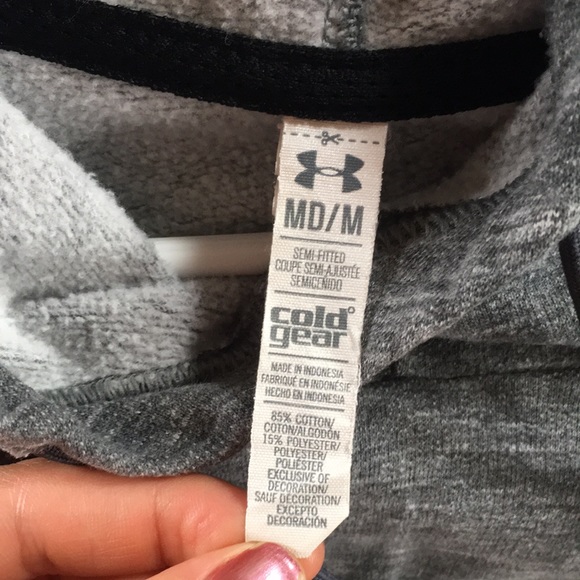 MD/M
SEMI-FITTED
COUPE SEMI-AJUSTÉE
SEMICEÑIDO
cold
gear
MADE IN INDONESIA
FABRIQUÉ EN INDONÉSIE
HECHO EN INDONESIA
85% COTTON/
COTON/ALGODÓN
15% POLYESTER/
POLYESTER/
POLIÉSTER
EXCLUSIVE OF
DECORATION/
SAUF DÉCORATION/
EXCEPTO
DECORACIÓN